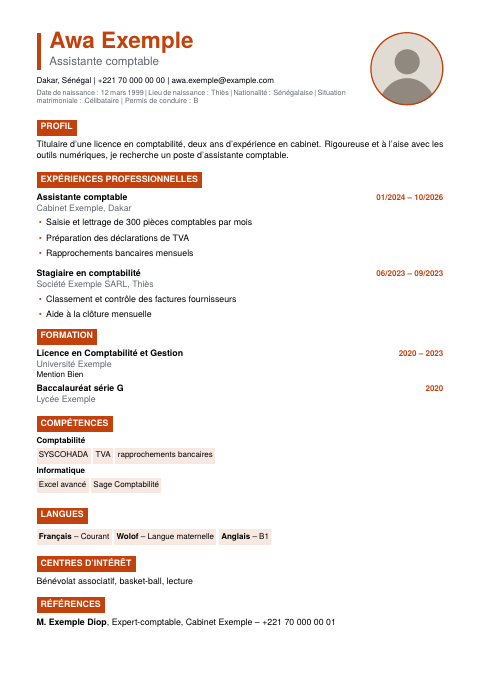 Awa Exemple
Assistante comptable
Dakar, Sénégal | +221 70 000 00 00 | awa.exemple@example.com
Date de naissance : 12 mars 1999 | Lieu de naissance : Thiès | Nationalité : Sénégalaise | Situation
matrimoniale : Célibataire | Permis de conduire : B
PROFIL
Titulaire d'une licence en comptabilité, deux ans d'expérience en cabinet. Rigoureuse et à l'aise avec les
outils numériques, je recherche un poste d'assistante comptable.
EXPÉRIENCES PROFESSIONNELLES
Assistante comptable 01/2024 – 10/2026
Cabinet Exemple, Dakar
• Saisie et lettrage de 300 pièces comptables par mois
• Préparation des déclarations de TVA
• Rapprochements bancaires mensuels
Stagiaire en comptabilité 06/2023 – 09/2023
Société Exemple SARL, Thiès
• Classement et contrôle des factures fournisseurs
• Aide à la clôture mensuelle
FORMATION
Licence en Comptabilité et Gestion 2020 – 2023
Université Exemple
Mention Bien
Baccalauréat série G 2020
Lycée Exemple
COMPÉTENCES
Comptabilité
SYSCOHADA TVA rapprochements bancaires
Informatique
Excel avancé Sage Comptabilité
LANGUES
Français – Courant Wolof – Langue maternelle Anglais – B1
CENTRES D'INTÉRÊT
Bénévolat associatif, basket-ball, lecture
RÉFÉRENCES
M. Exemple Diop, Expert-comptable, Cabinet Exemple – +221 70 000 00 01